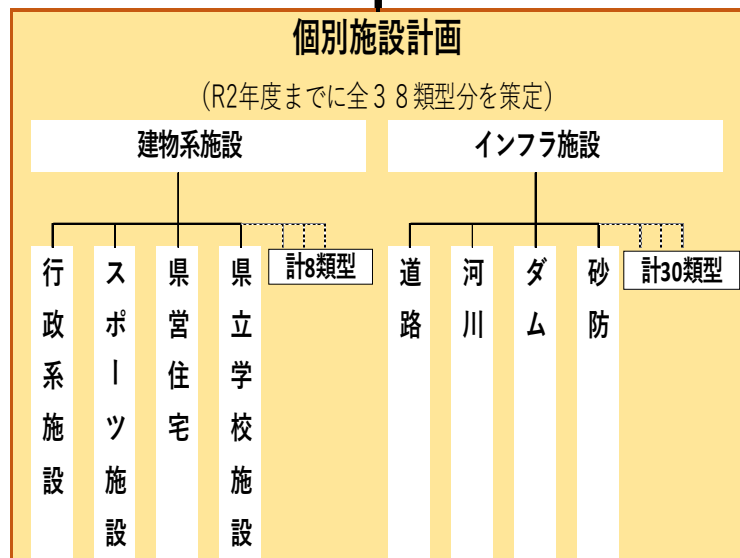 個別施設計画
（R2年度までに全３８類型分を策定）
建物系施設
インフラ施設
行政系施設
スポーツ施設
県営住宅
県立学校施設
計8類型
道路
河川
ダム
砂防
計30類型